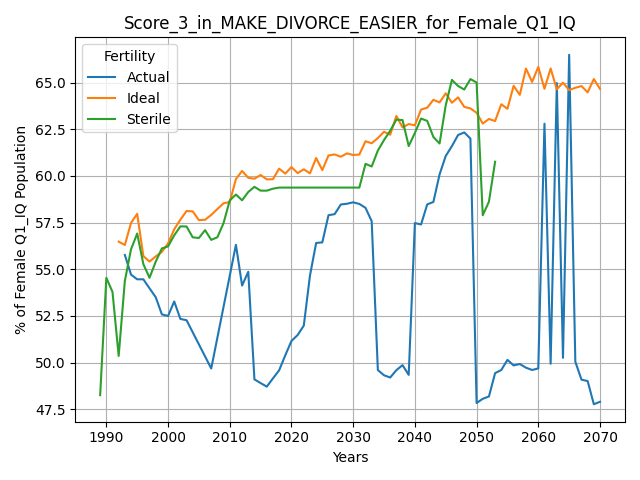 Score_3_in_MAKE_DIVORCE_EASIER_for_Female_Q1_IQ
Fertility
Actual
Ideal
Sterile
% of Female Q1_IQ Population
65.0
62.5
60.0
57.5
55.0
52.5
50.0
47.5
1990 2000 2010 2020 2030 2040 2050 2060 2070
Years